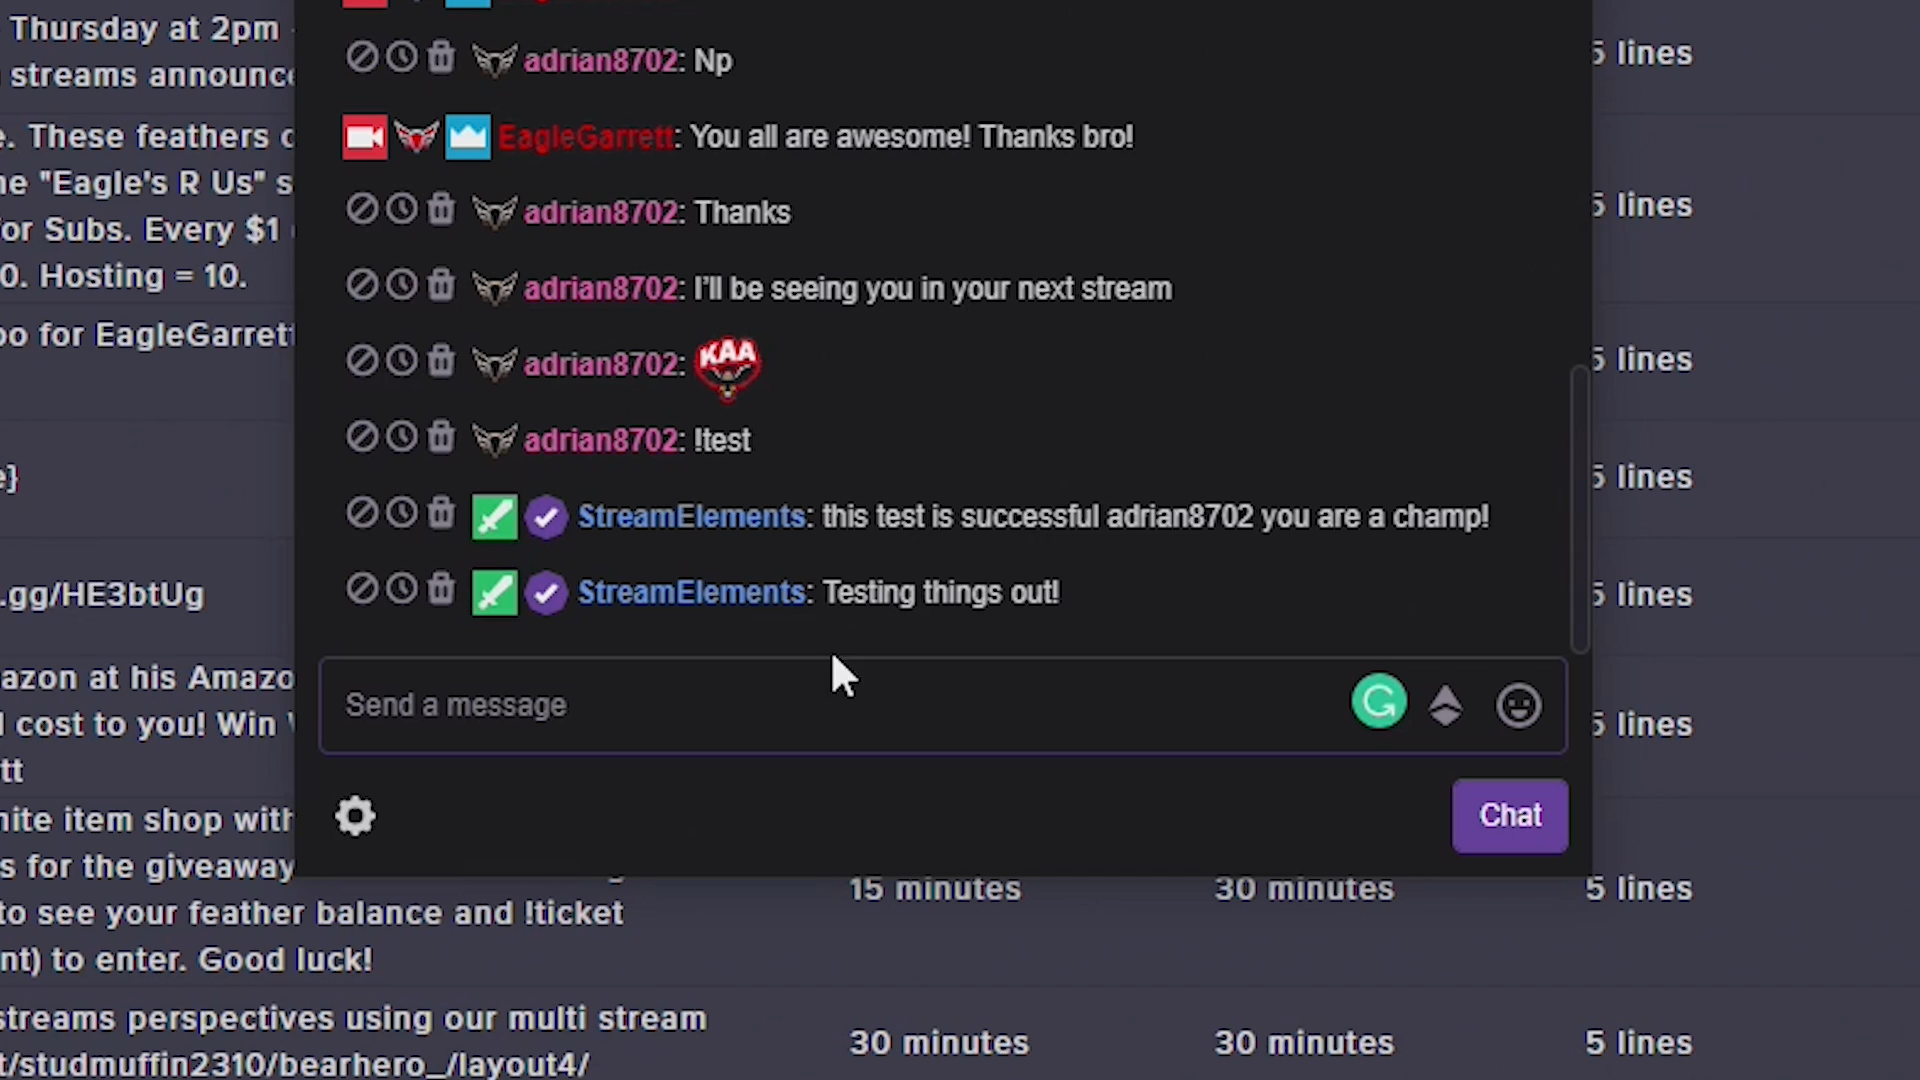 Thursday at 2pm
streams announce
adrian8702: Np
5 lines
These feathers
EagleGarrett: You all are awesome! Thanks bro!
"Eagle's R Us" s
adrian8702: Thanks
5 lines
for Subs. Every $1
0. Hosting = 10.
adrian8702: I'll be seeing you in your next stream
for EagleGarrett
adrian8702: KAA
5 lines
adrian8702: !test
e}
5 lines
StreamElements: this test is successful adrian8702 you are a champ!
.gg/HE3btUg
StreamElements: Testing things out!
5 lines
azon at his Amazo
Send a message
cost to you! Win
5 lines
tt
Chat
nite item shop with
s for the giveaway
15 minutes
30 minutes
5 lines
to see your feather balance and !ticket
nt) to enter. Good luck!
streams perspectives using our multi stream
30 minutes
30 minutes
5 lines
t/studmuffin2310/bearhero_/layout4/